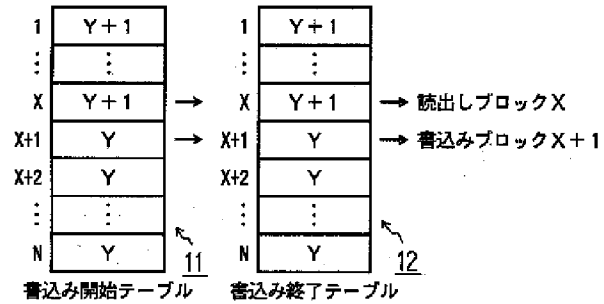 1 Y+1 1 Y+1
⋮ ⋮ ⋮ ⋮
X Y+1 → X Y+1 → 読出しブロックX
X+1 Y → X+1 Y → 書込みブロックX+1
X+2 Y X+2 Y
⋮ ⋮ ⋮ ⋮
N Y 11 N Y 12
書込み開始テーブル 書込み終了テーブル